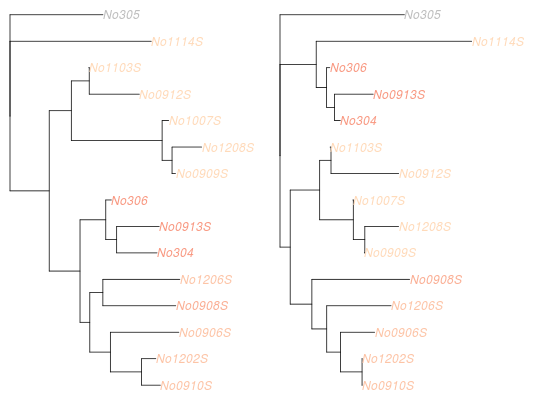 No305 No305
No1114S No1114S
No1103S No306
No0912S No0913S
No1007S No304
No1208S No1103S
No0909S No0912S
No306 No1007S
No0913S No1208S
No304 No0909S
No1206S No0908S
No0908S No1206S
No0906S No0906S
No1202S No1202S
No0910S No0910S